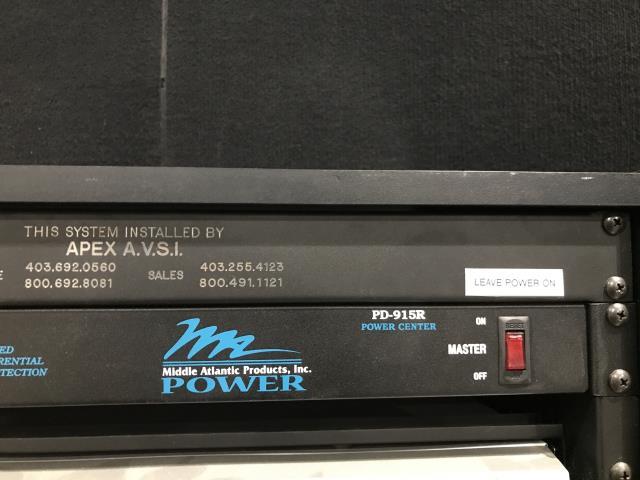 THIS SYSTEM INSTALLED BY
APEX A.V.S.I.
403.692.0560 SALES 403.255.4123
800.692.8081 800.491.1121
LEAVE POWER ON
PD-915R
POWER CENTER
ON
MASTER
OFF
Middle Atlantic Products, Inc.
POWER